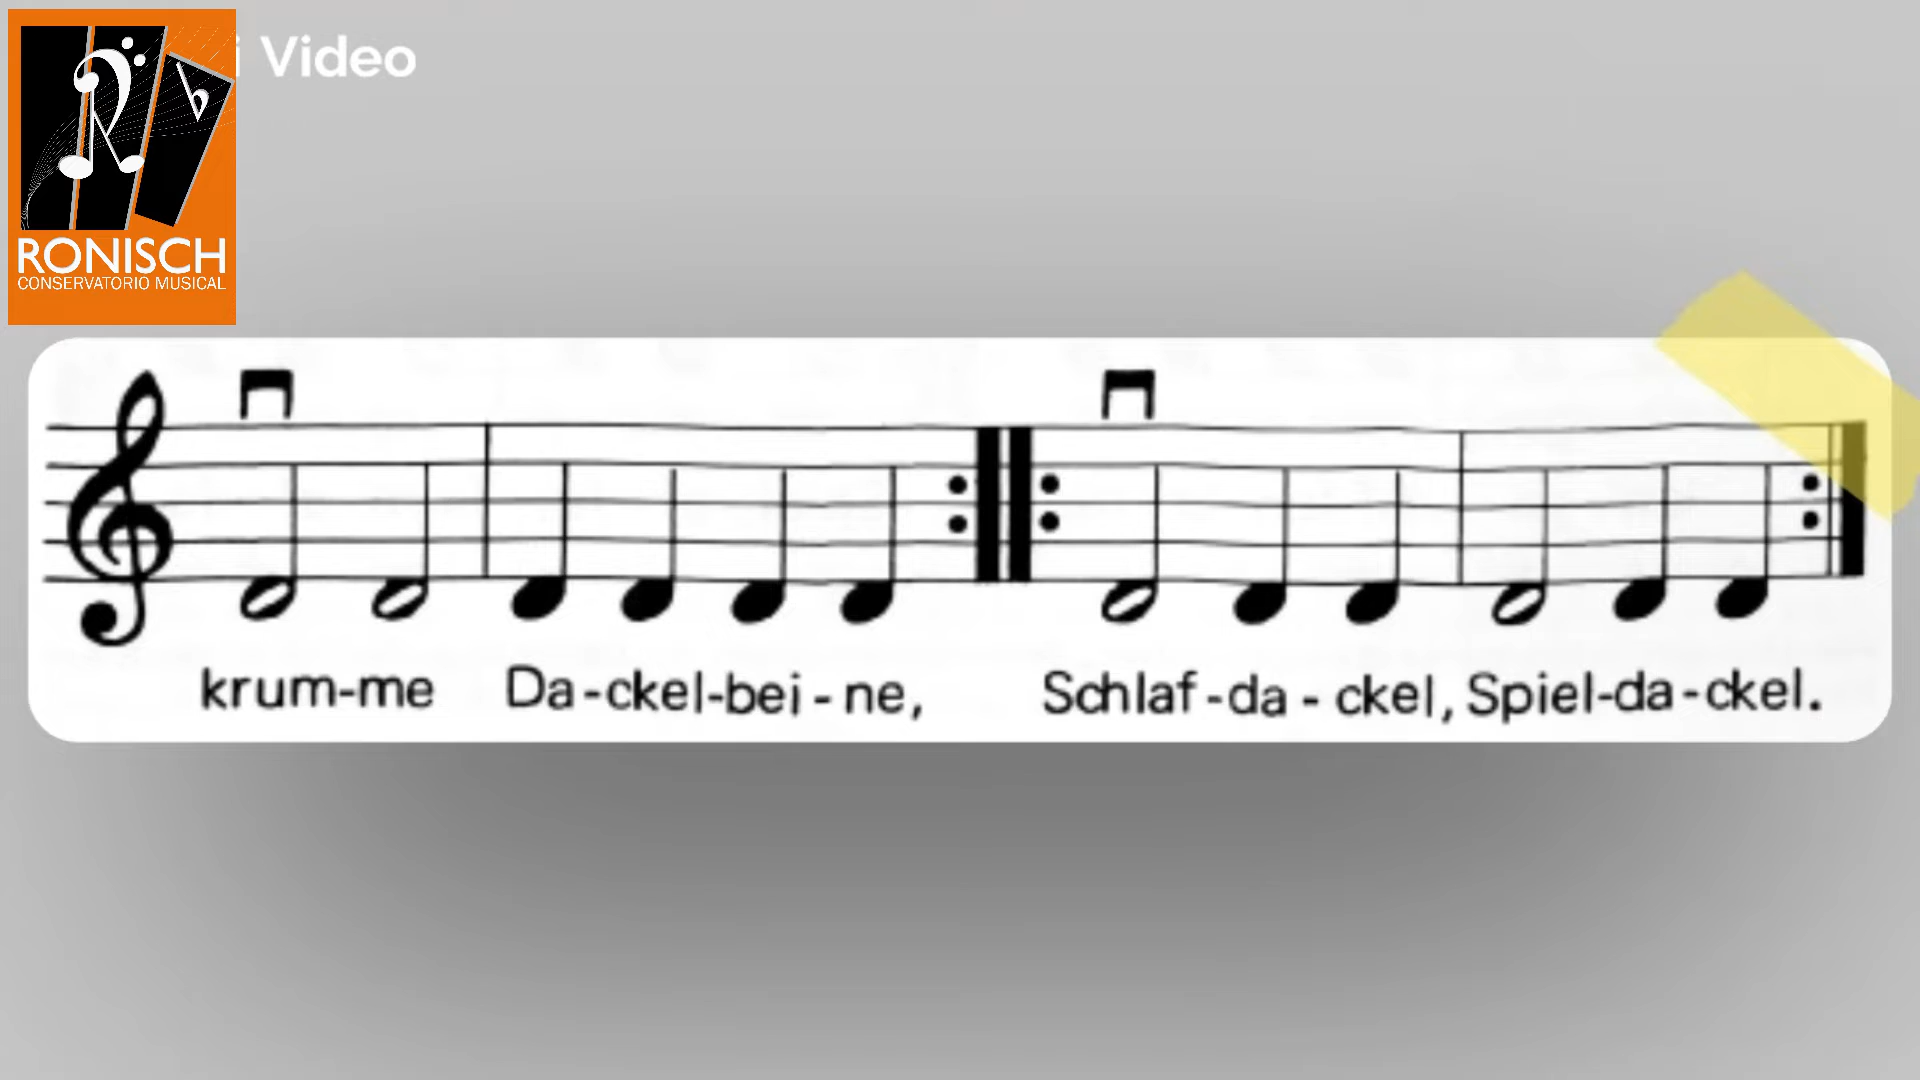 i Video
RONISCH
CONSERVATORIO MUSICAL
krum-me Da-ckel-bei-ne, Schlaf-da-ckel, Spiel-da-ckel.